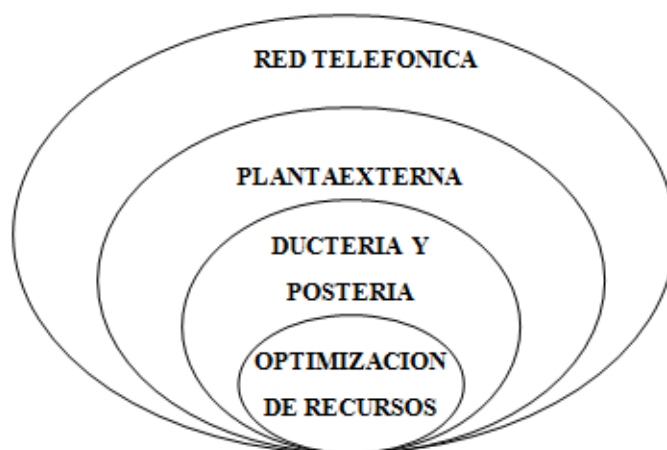 RED TELEFONICA
PLANTAEXTERNA
DUCTERIA Y
POSTERIA
OPTIMIZACION
DE RECURSOS